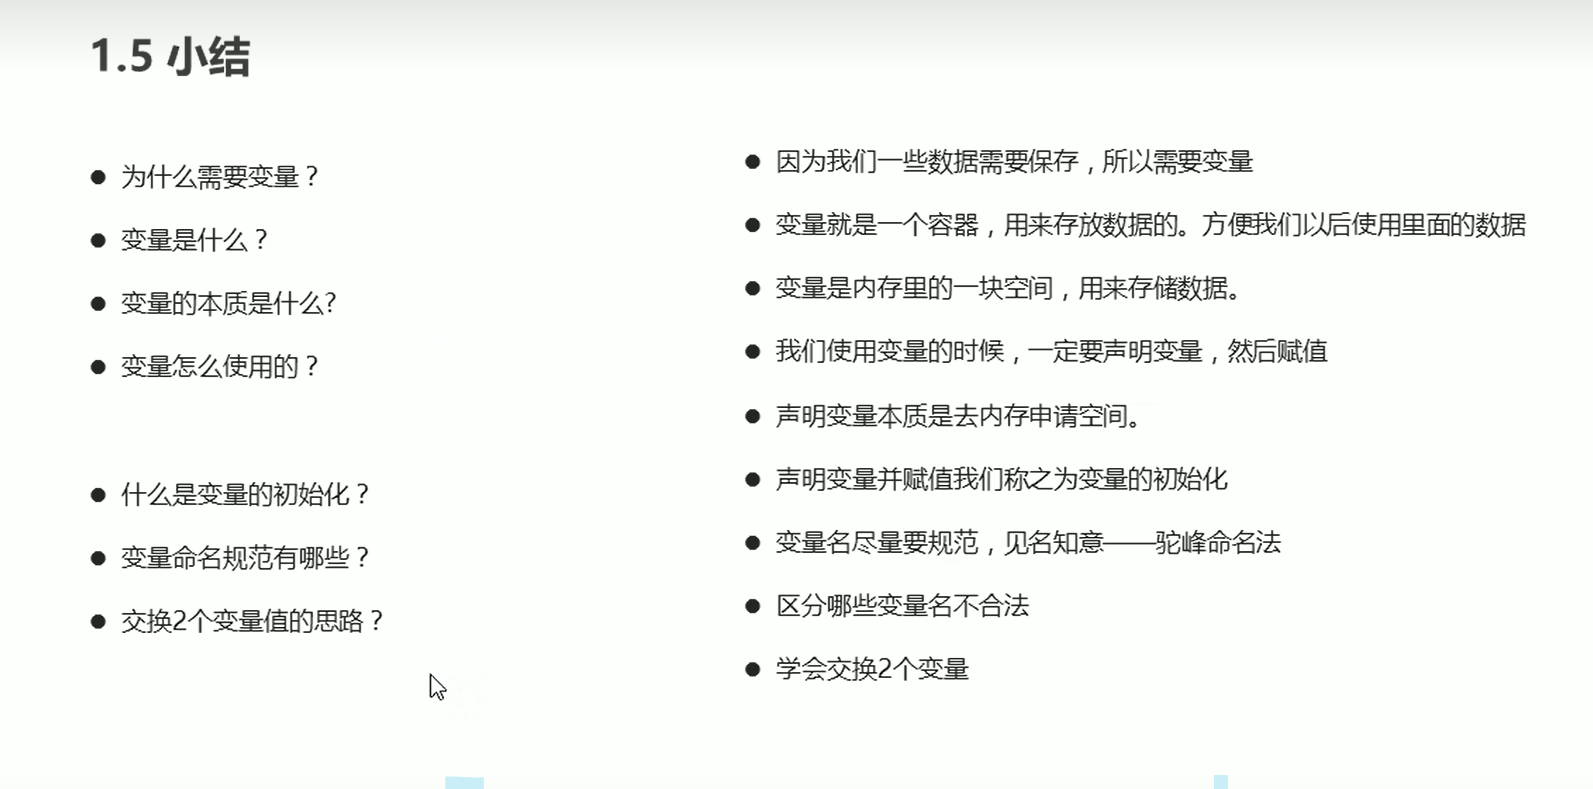 1.5 小结
为什么需要变量？
变量是什么？
变量的本质是什么?
变量怎么使用的？
什么是变量的初始化？
变量命名规范有哪些？
交换2个变量值的思路？
因为我们一些数据需要保存，所以需要变量
变量就是一个容器，用来存放数据的。方便我们以后使用里面的数据
变量是内存里的一块空间，用来存储数据。
我们使用变量的时候，一定要声明变量，然后赋值
声明变量本质是去内存申请空间。
声明变量并赋值我们称之为变量的初始化
变量名尽量要规范，见名知意——驼峰命名法
区分哪些变量名不合法
学会交换2个变量